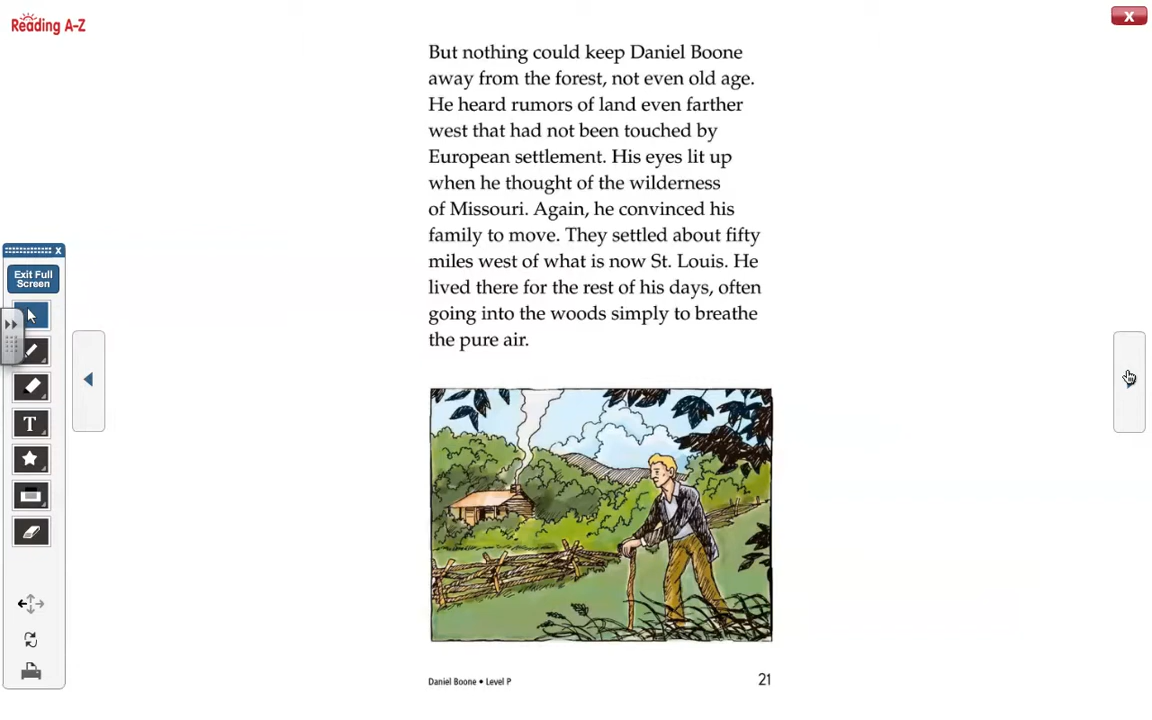 Reading A-Z
X
But nothing could keep Daniel Boone
away from the forest, not even old age.
He heard rumors of land even farther
west that had not been touched by
European settlement. His eyes lit up
when he thought of the wilderness
of Missouri. Again, he convinced his
family to move. They settled about fifty
miles west of what is now St. Louis. He
lived there for the rest of his days, often
going into the woods simply to breathe
the pure air.
X
Exit Full
Screen
T
Daniel Boone • Level P
21